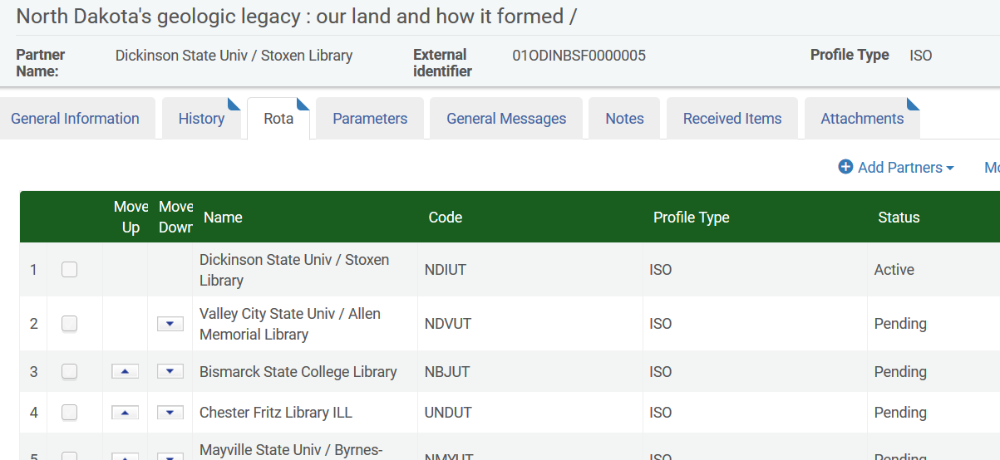 North Dakota's geologic legacy : our land and how it formed /
Partner Name: Dickinson State Univ / Stoxen Library External identifier 01ODINBSF0000005 Profile Type ISO
General Information History Rota Parameters General Messages Notes Received Items Attachments
Add Partners
Move Up Move Down Name Code Profile Type Status
1 Dickinson State Univ / Stoxen Library NDIUT ISO Active
2 Valley City State Univ / Allen Memorial Library NDVUT ISO Pending
3 Bismarck State College Library NBJUT ISO Pending
4 Chester Fritz Library ILL UNDUT ISO Pending
5 Mayville State Univ / Byrnes- NMYUT ISO Pending